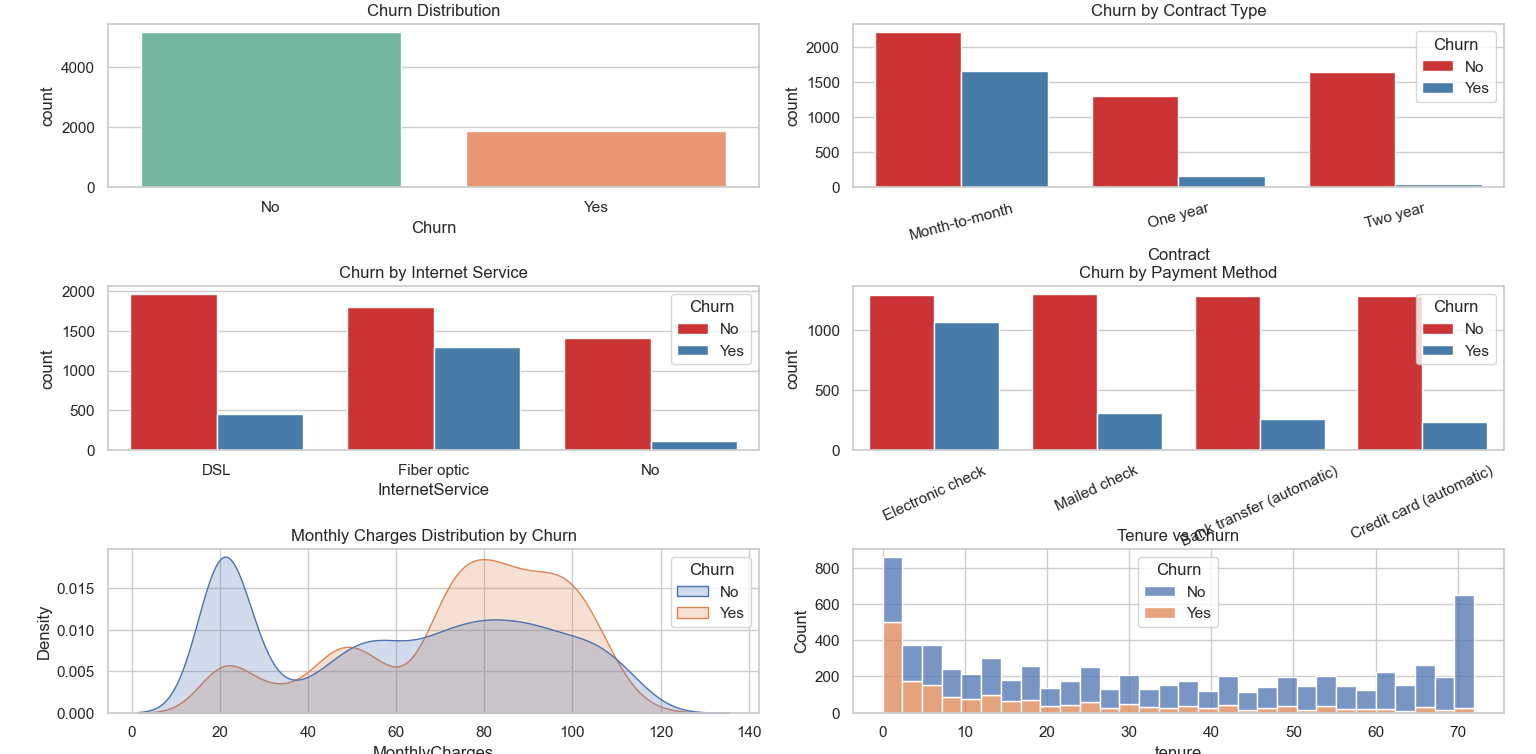 Churn Distribution
4000
2000
0
count
No
Yes
Churn
Churn by Contract Type
2000
1500
1000
500
0
count
Churn
No
Yes
Month-to-month
One year
Two year
Contract
Churn by Internet Service
2000
1500
1000
500
0
count
Churn
No
Yes
DSL
Fiber optic
No
InternetService
Churn by Payment Method
1000
500
0
count
Churn
No
Yes
Electronic check
Mailed check
Bank transfer (automatic)
Credit card (automatic)
Monthly Charges Distribution by Churn
0.015
0.010
0.005
0.000
Density
Churn
No
Yes
0
20
40
60
80
100
120
140
MonthlyCharges
Tenure vs Churn
800
600
400
200
0
Count
Churn
No
Yes
0
10
20
30
40
50
60
70
tenure